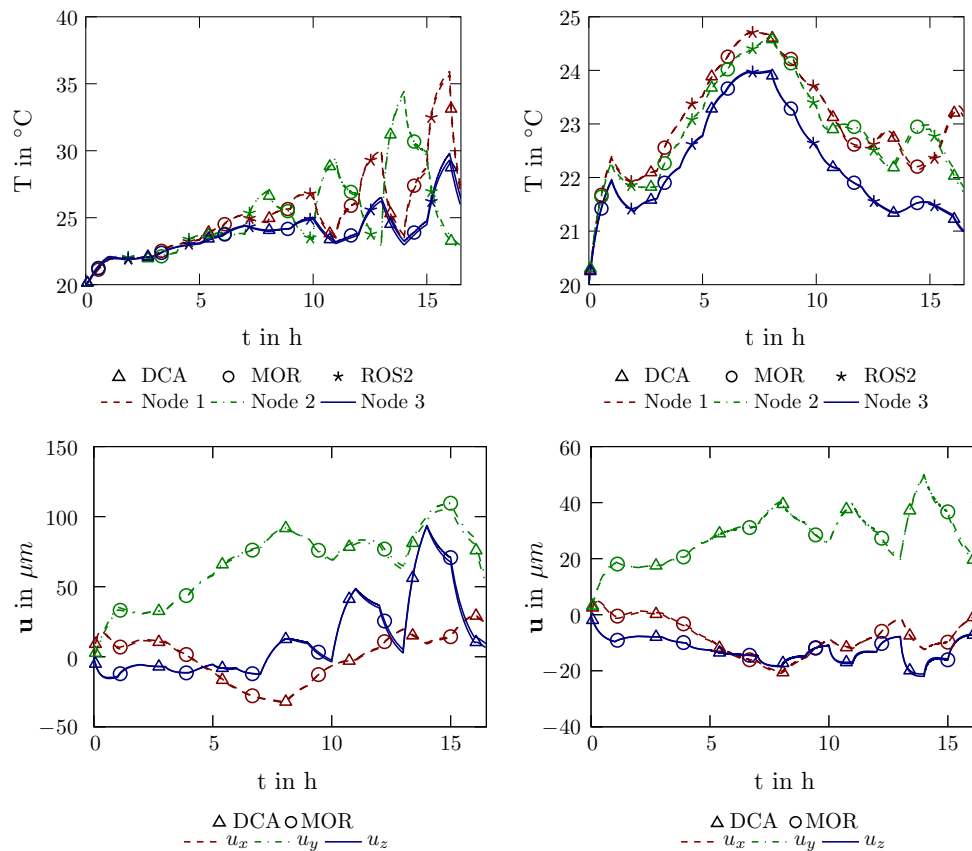 40
35
30
25
20
T in °C
0
5
10
15
t in h
DCA MOR ROS2
Node 1 Node 2 Node 3
25
24
23
22
21
20
T in °C
0
5
10
15
t in h
DCA MOR ROS2
Node 1 Node 2 Node 3
150
100
50
0
−50
u in μm
0
5
10
15
t in h
DCA MOR
u_x u_y u_z
60
40
20
0
−20
−40
u in μm
0
5
10
15
t in h
DCA MOR
u_x u_y u_z